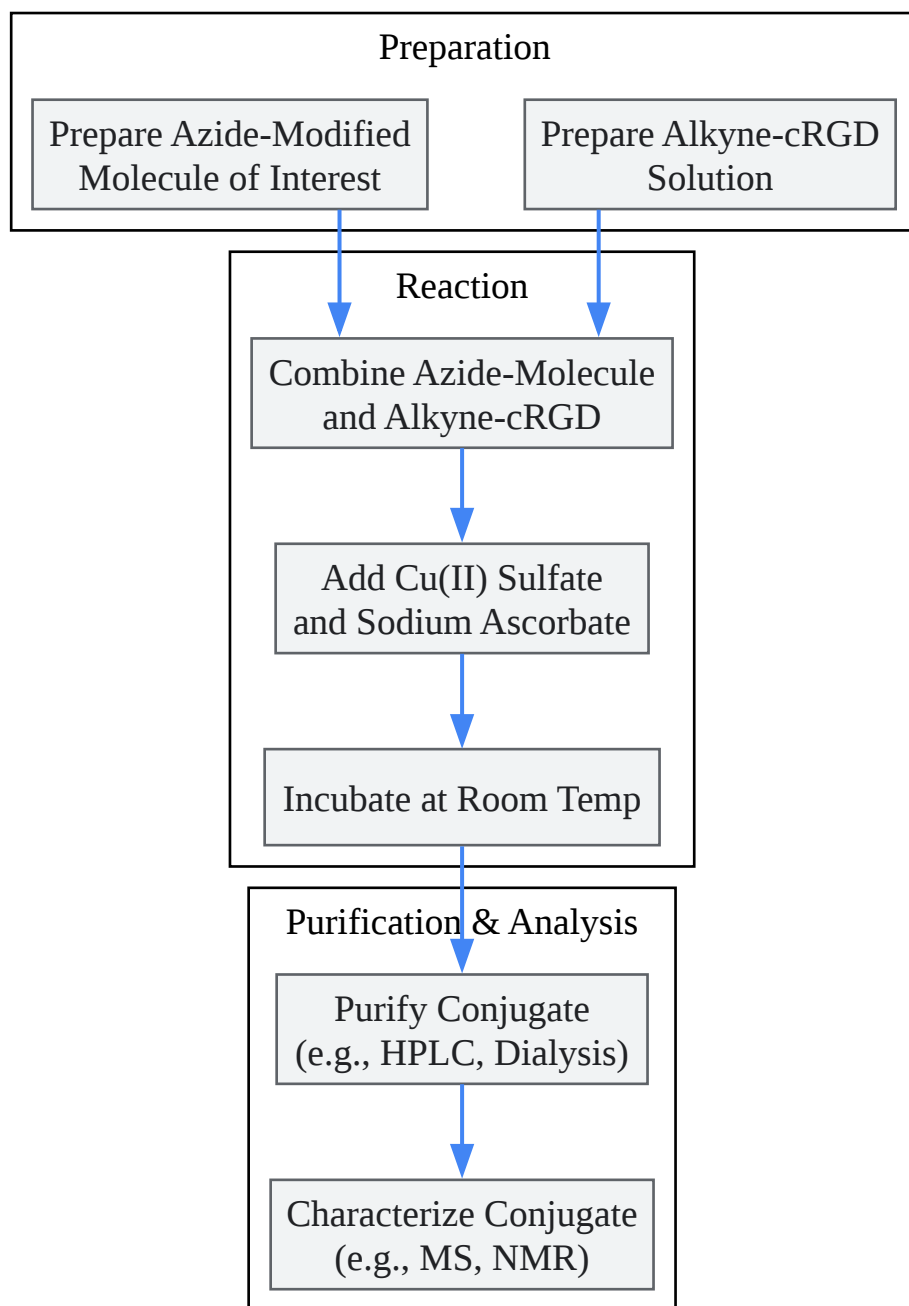 Preparation
Prepare Azide-Modified
Molecule of Interest
Prepare Alkyne-cRGD
Solution
Reaction
Combine Azide-Molecule
and Alkyne-cRGD
Add Cu(II) Sulfate
and Sodium Ascorbate
Incubate at Room Temp
Purification & Analysis
Purify Conjugate
(e.g., HPLC, Dialysis)
Characterize Conjugate
(e.g., MS, NMR)